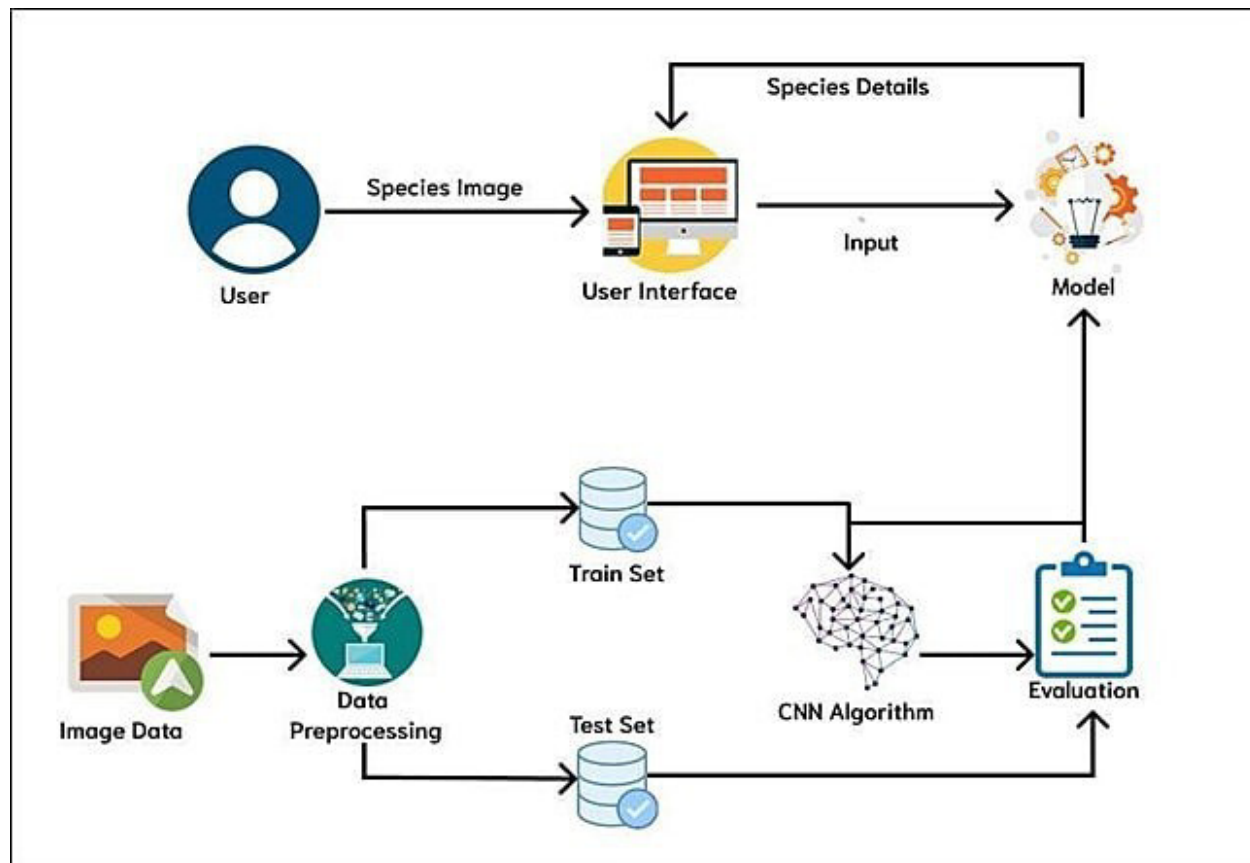 Species Details
Species Image
Input
User
User Interface
Model
Train Set
Image Data
Data
Preprocessing
Test Set
CNN Algorithm
Evaluation